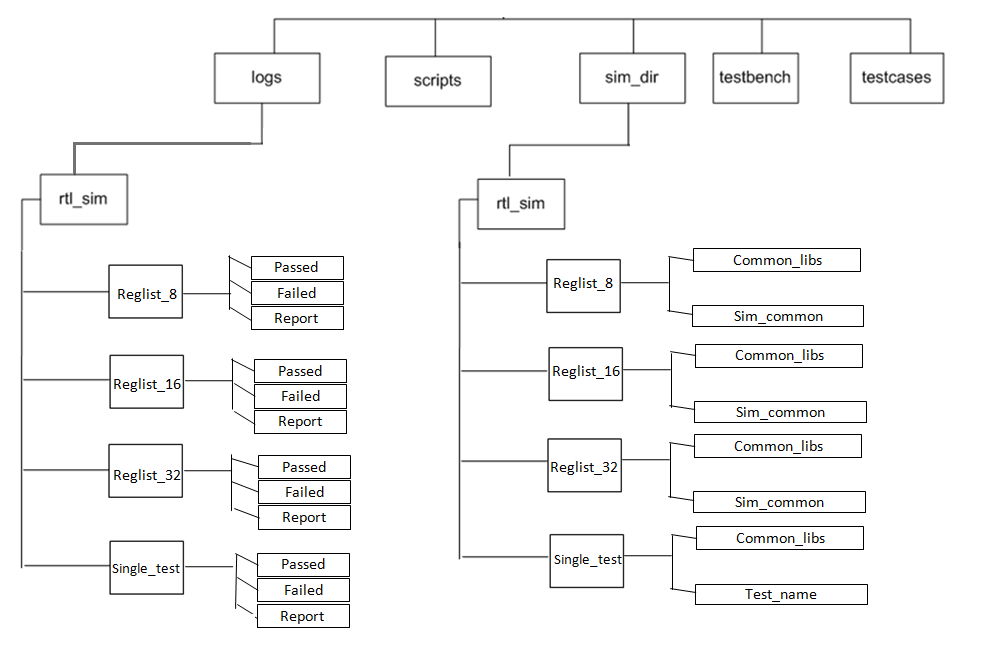 logs
scripts
sim_dir
testbench
testcases
rtl_sim
Reglist_8
Passed
Failed
Report
Reglist_16
Passed
Failed
Report
Reglist_32
Passed
Failed
Report
Single_test
Passed
Failed
Report
rtl_sim
Reglist_8
Common_libs
Sim_common
Reglist_16
Common_libs
Sim_common
Reglist_32
Common_libs
Sim_common
Single_test
Common_libs
Test_name